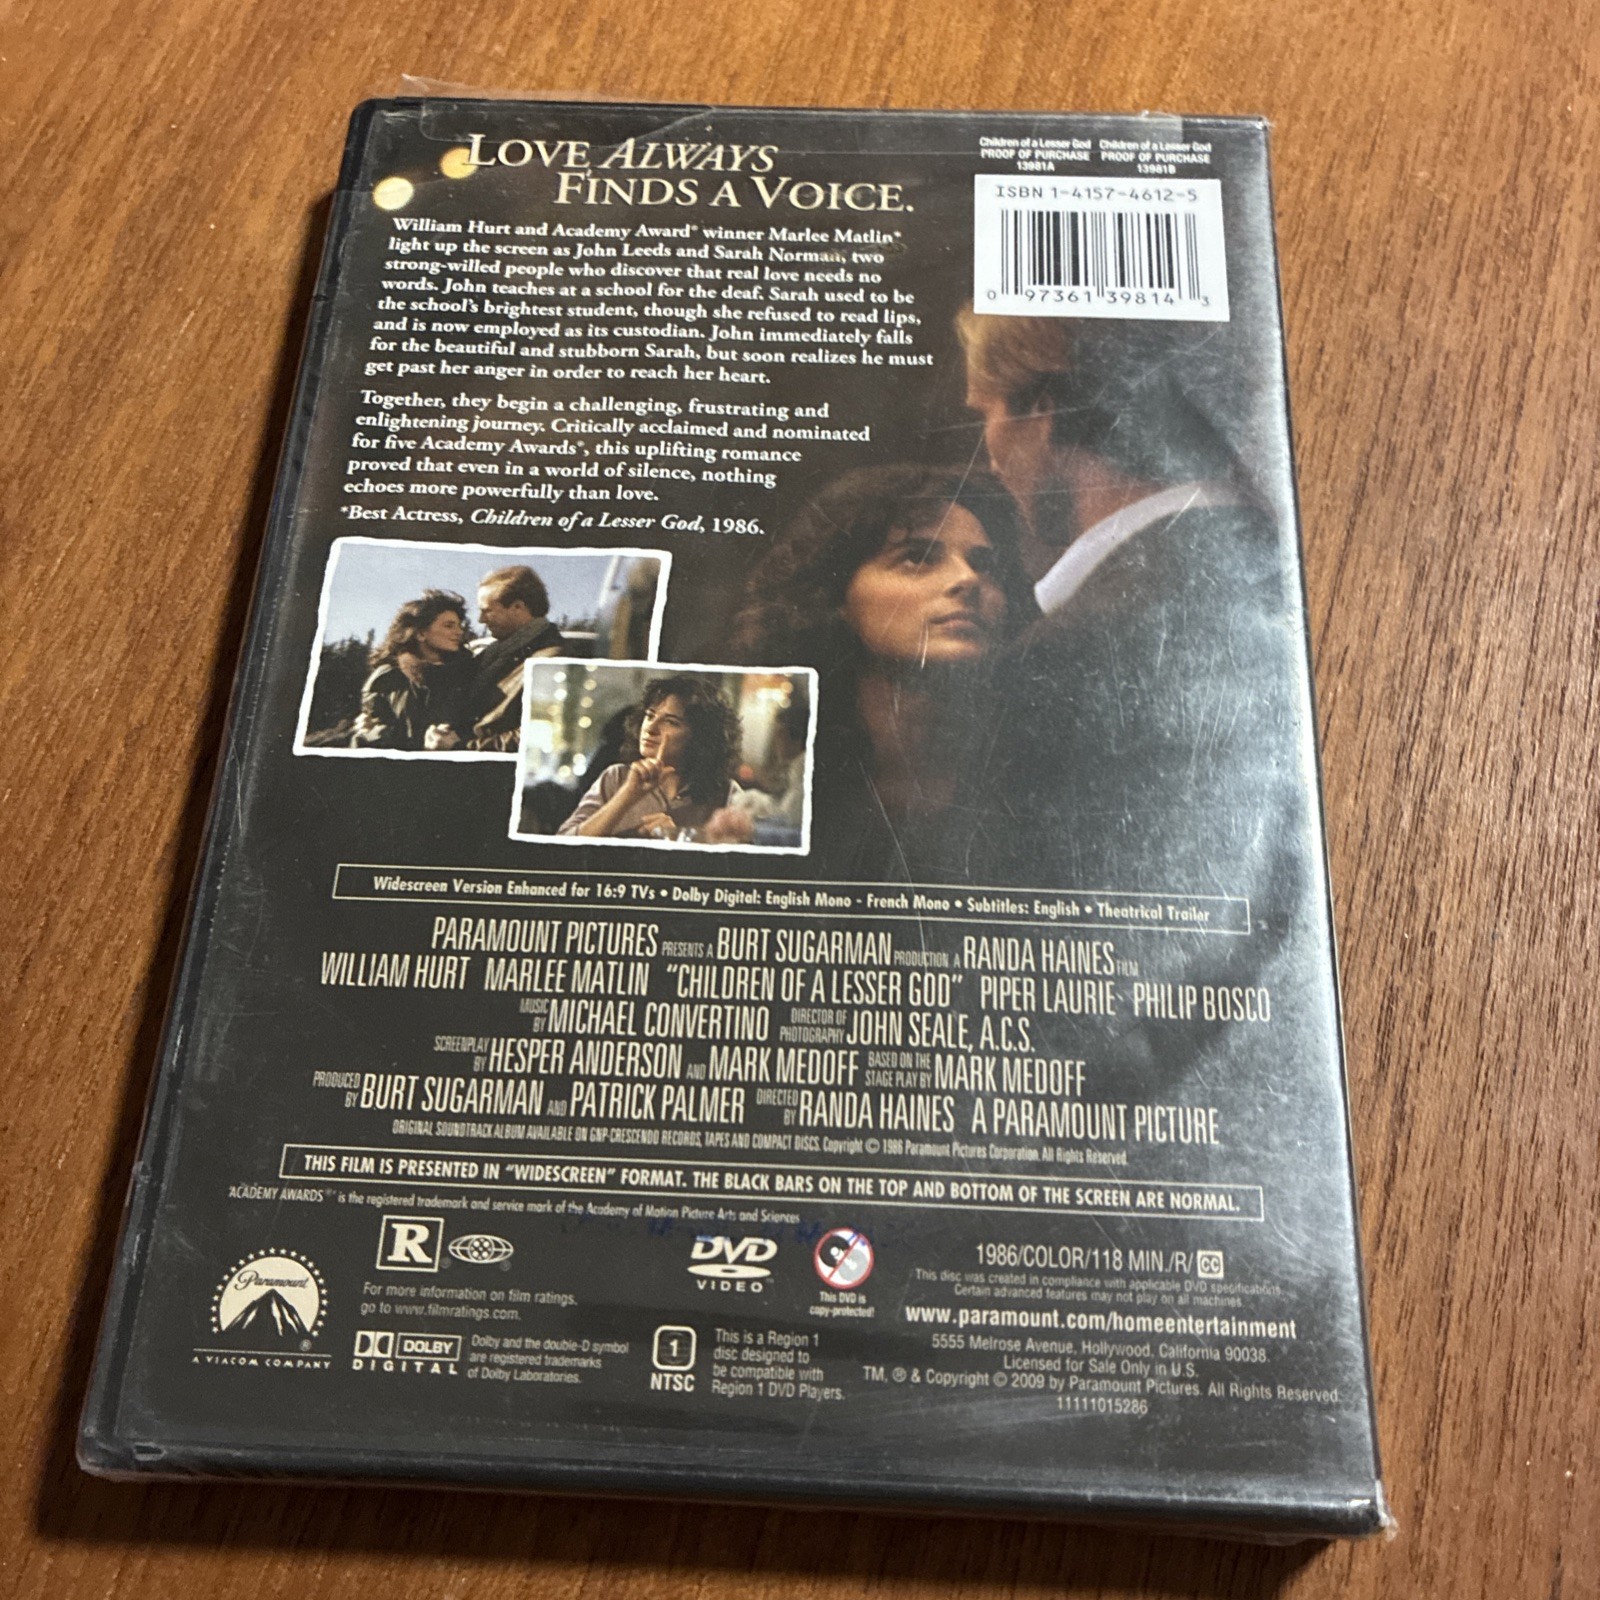 LOVE ALWAYS
FINDS A VOICE.
Children of a Lesser God
PROOF OF PURCHASE
13981A
Children of a Lesser God
PROOF OF PURCHASE
13981B
ISBN 1-4157-4612-5
0 97361 39814 3
William Hurt and Academy Award® winner Marlee Matlin*
light up the screen as John Leeds and Sarah Norman, two
strong-willed people who discover that real love needs no
words. John teaches at a school for the deaf. Sarah used to be
the school's brightest student, though she refused to read lips,
and is now employed as its custodian. John immediately falls
for the beautiful and stubborn Sarah, but soon realizes he must
get past her anger in order to reach her heart.
Together, they begin a challenging, frustrating and
enlightening journey. Critically acclaimed and nominated
for five Academy Awards®, this uplifting romance
proved that even in a world of silence, nothing
echoes more powerfully than love.
*Best Actress, Children of a Lesser God, 1986.
Widescreen Version Enhanced for 16:9 TVs • Dolby Digital: English Mono - French Mono • Subtitles: English • Theatrical Trailer
PARAMOUNT PICTURES PRESENTS A BURT SUGARMAN PRODUCTION A RANDA HAINES FILM
WILLIAM HURT MARLEE MATLIN "CHILDREN OF A LESSER GOD" PIPER LAURIE PHILIP BOSCO
MUSIC BY MICHAEL CONVERTINO DIRECTOR OF PHOTOGRAPHY JOHN SEALE, A.C.S.
SCREENPLAY BY HESPER ANDERSON AND MARK MEDOFF BASED ON THE STAGE PLAY BY MARK MEDOFF
PRODUCED BY BURT SUGARMAN AND PATRICK PALMER DIRECTED BY RANDA HAINES A PARAMOUNT PICTURE
ORIGINAL SOUNDTRACK ALBUM AVAILABLE ON GNP-CRESCENDO RECORDS, TAPES AND COMPACT DISCS. Copyright © 1986 Paramount Pictures Corporation. All Rights Reserved.
THIS FILM IS PRESENTED IN "WIDESCREEN" FORMAT. THE BLACK BARS ON THE TOP AND BOTTOM OF THE SCREEN ARE NORMAL.
"ACADEMY AWARDS®" is the registered trademark and service mark of the Academy of Motion Picture Arts and Sciences
Paramount
®
A VIACOM COMPANY
R ®
For more information on film ratings,
go to www.filmratings.com.
DOLBY
DIGITAL
Dolby and the double-D symbol
are registered trademarks
of Dolby Laboratories.
DVD
VIDEO
This DVD is
copy-protected!
1
NTSC
This is a Region 1
disc designed to
be compatible with
Region 1 DVD Players.
1986/COLOR/118 MIN./R/ CC
This disc was created in compliance with applicable DVD specifications.
Certain advanced features may not play on all machines.
www.paramount.com/homeentertainment
5555 Melrose Avenue, Hollywood, California 90038.
Licensed for Sale Only in U.S.
TM, ® & Copyright © 2009 by Paramount Pictures. All Rights Reserved.
11111015286